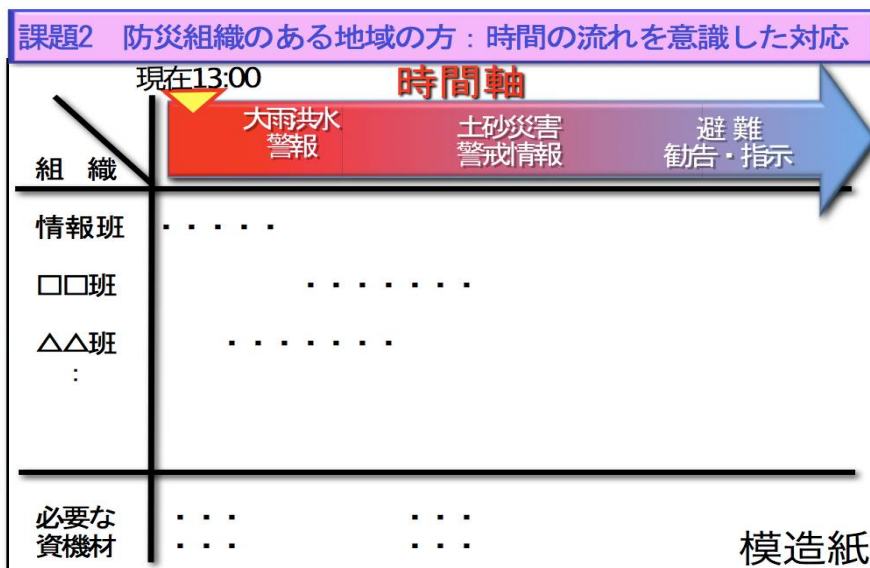 課題2　防災組織のある地域の方：時間の流れを意識した対応
現在13:00
時間軸
大雨洪水
警報
土砂災害
警戒情報
避難
勧告・指示
組織
情報班 ・・・・・
□□班 ・・・・・・・
△△班 ・・・・・・・
：
必要な
資機材
・・・ ・・・
・・・ ・・・
模造紙